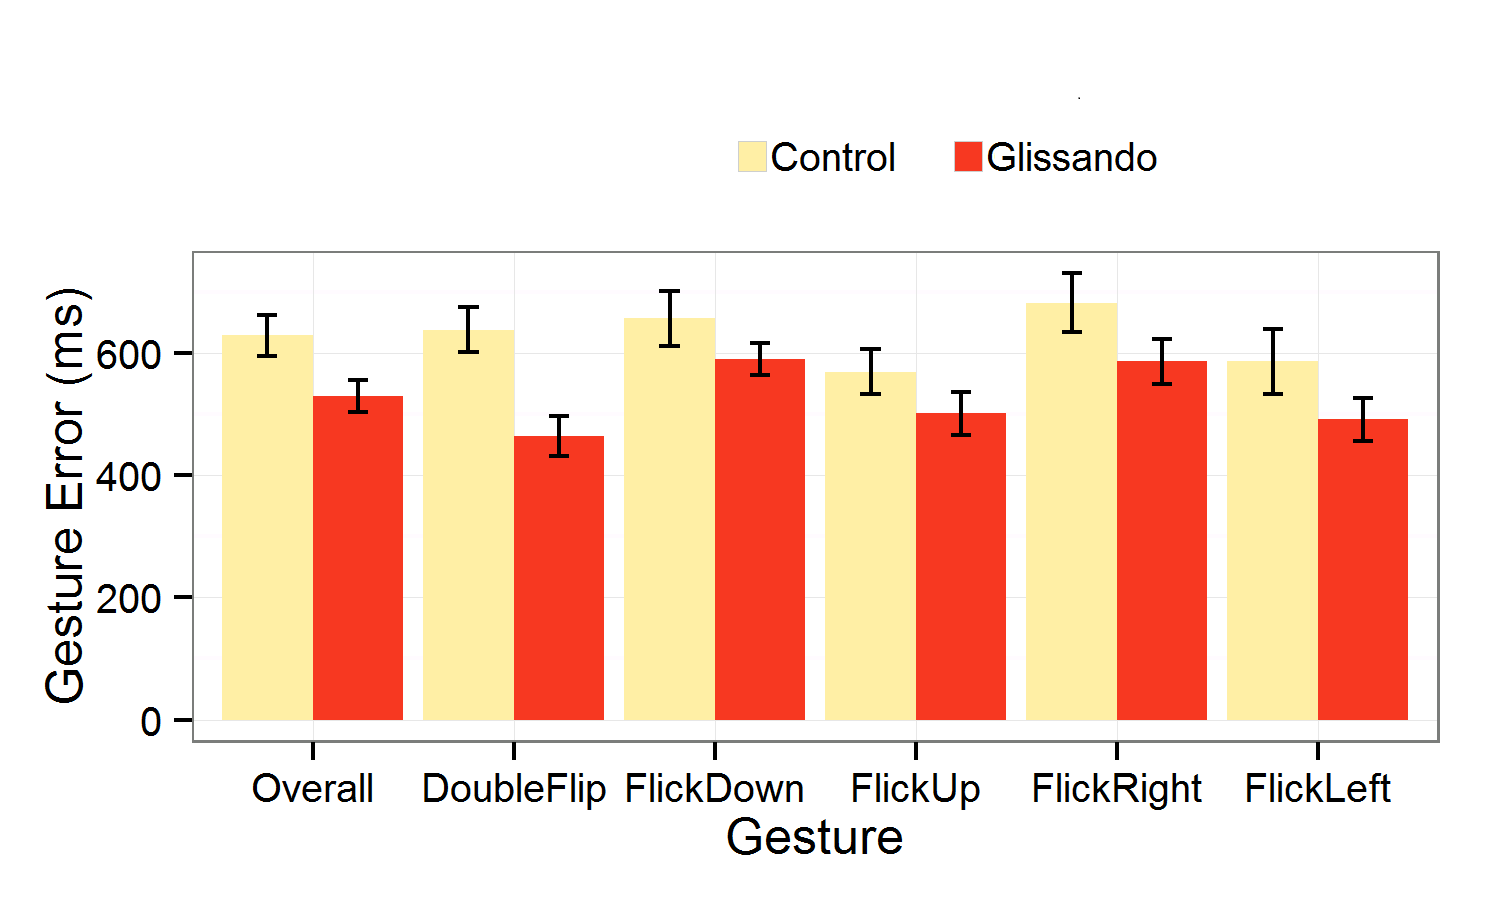 Control Glissando
Gesture Error (ms)
600
400
200
0
Overall DoubleFlip FlickDown FlickUp FlickRight FlickLeft
Gesture